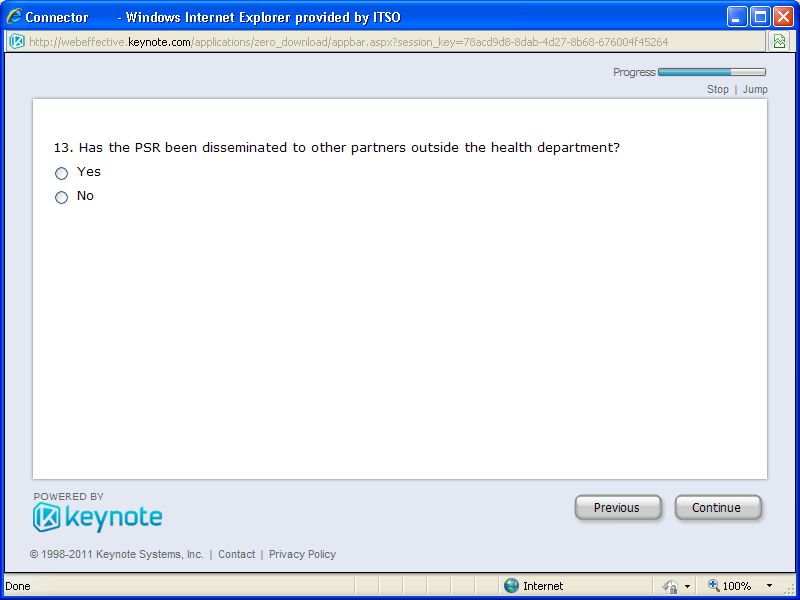 Connector - Windows Internet Explorer provided by ITSO
http://webeffective.keynote.com/applications/zero_download/appbar.aspx?session_key=78acd9d8-8dab-4d27-8b68-676004f45264
Progress
Stop | Jump
13. Has the PSR been disseminated to other partners outside the health department?
Yes
No
POWERED BY
keynote
Previous
Continue
© 1998-2011 Keynote Systems, Inc. | Contact | Privacy Policy
Done
Internet
100%